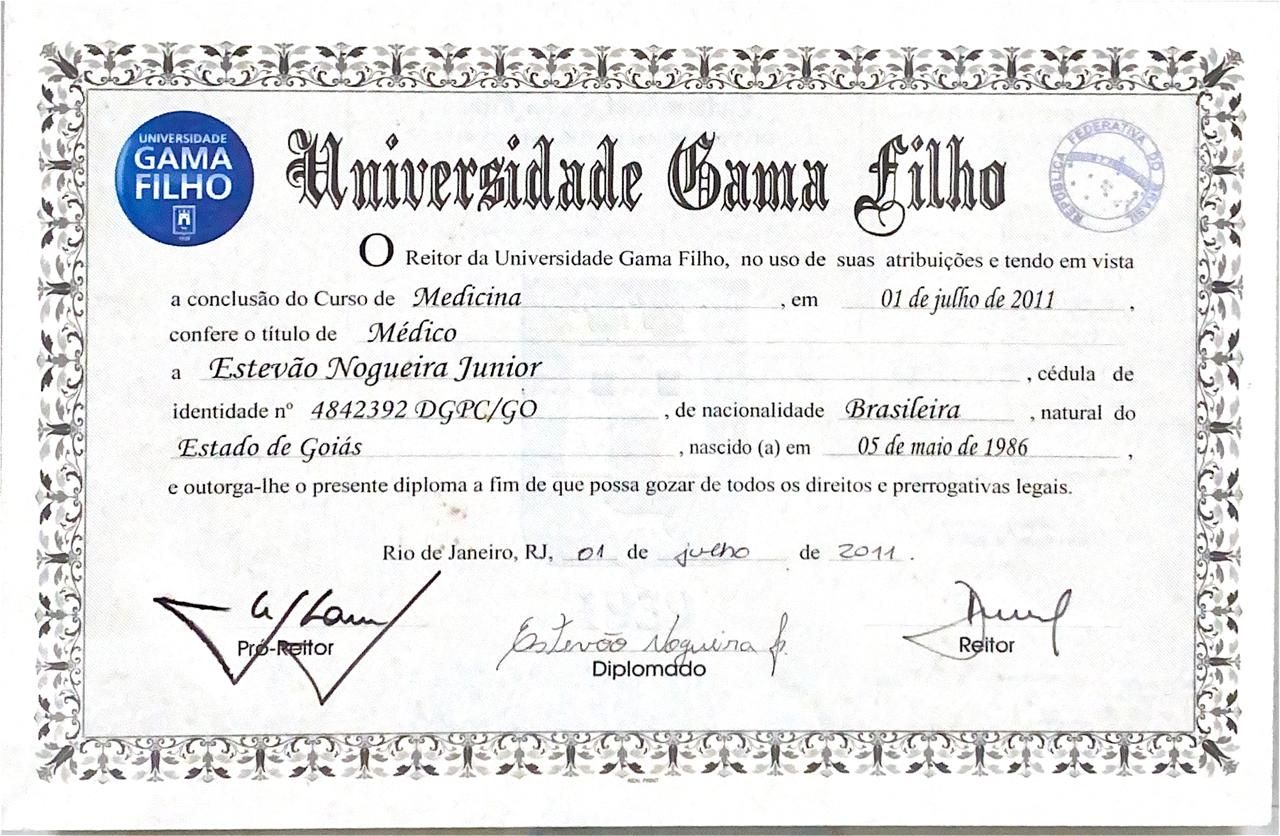 UNIVERSIDADE
GAMA
FILHO
Universidade Gama Filho
REPÚBLICA FEDERATIVA DO BRASIL
O Reitor da Universidade Gama Filho, no uso de suas atribuições e tendo em vista
a conclusão do Curso de Medicina , em 01 de julho de 2011 ,
confere o título de Médico
a Estevão Nogueira Junior , cédula de
identidade nº 4842392 DGPC/GO , de nacionalidade Brasileira , natural do
Estado de Goiás , nascido (a) em 05 de maio de 1986 ,
e outorga-lhe o presente diploma a fim de que possa gozar de todos os direitos e prerrogativas legais.
Rio de Janeiro, RJ, 01 de julho de 2011 .
Estevão Nogueira Jr.
Pró-Reitor Diplomado Reitor